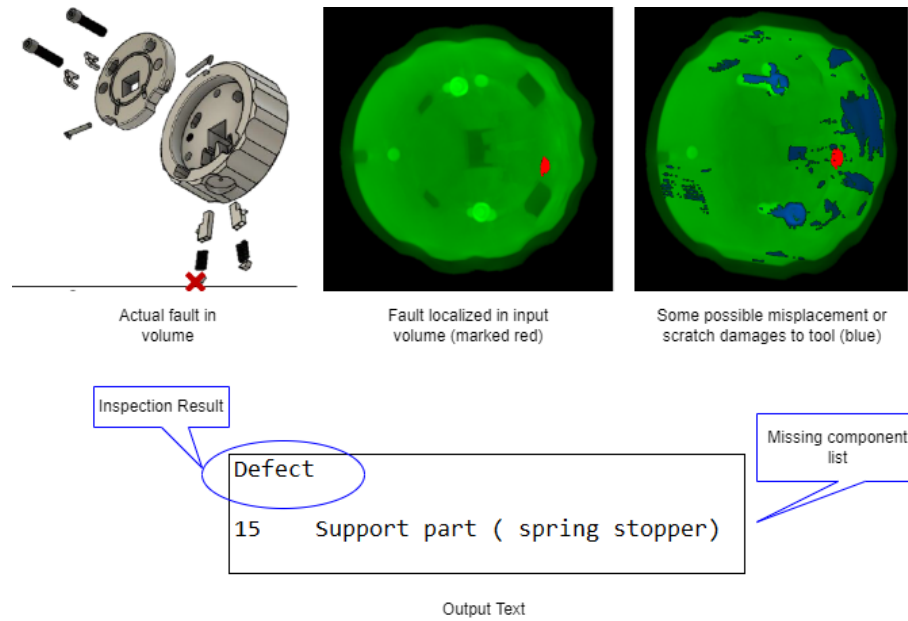 Actual fault in
volume
Fault localized in input
volume (marked red)
Some possible misplacement or
scratch damages to tool (blue)
Inspection Result
Missing component
list
Defect
15 Support part ( spring stopper)
Output Text